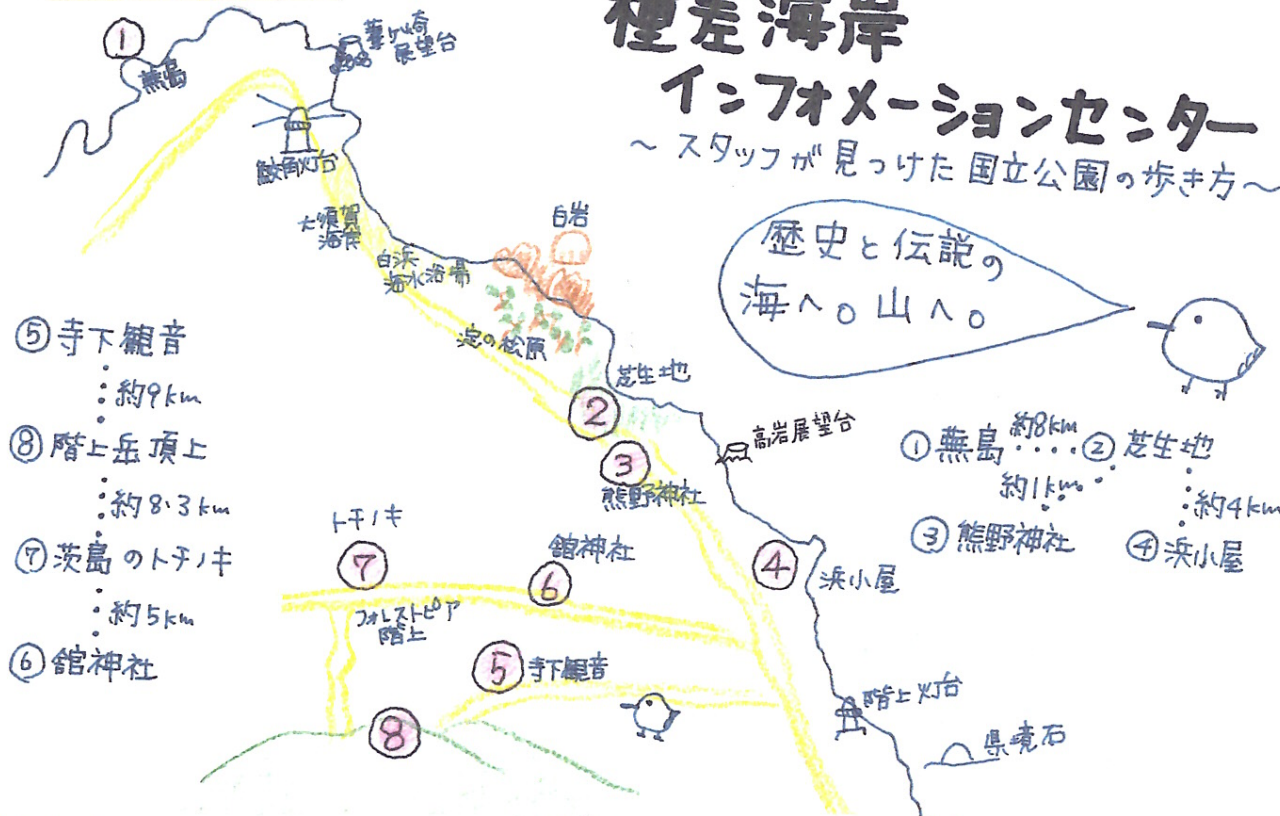 種差海岸
インフォメーションセンター
～スタッフが見つけた国立公園の歩き方～
歴史と伝説の
海へ。山へ。
①
蕪島
葦毛崎
展望台
鮫角灯台
大須賀
海岸
白浜
海水浴場
白岩
淀の松原
芝生地
②
③
熊野神社
高岩展望台
④
浜小屋
トチノキ
⑦
フォレストピア
階上
舘神社
⑥
⑤
寺下観音
⑧
階上灯台
県境石
⑤寺下観音
約9km
⑧階上岳頂上
約8.3km
⑦茨島のトチノキ
約5km
⑥舘神社
①蕪島 約8km ②芝生地
約1km
約4km
③熊野神社
④浜小屋